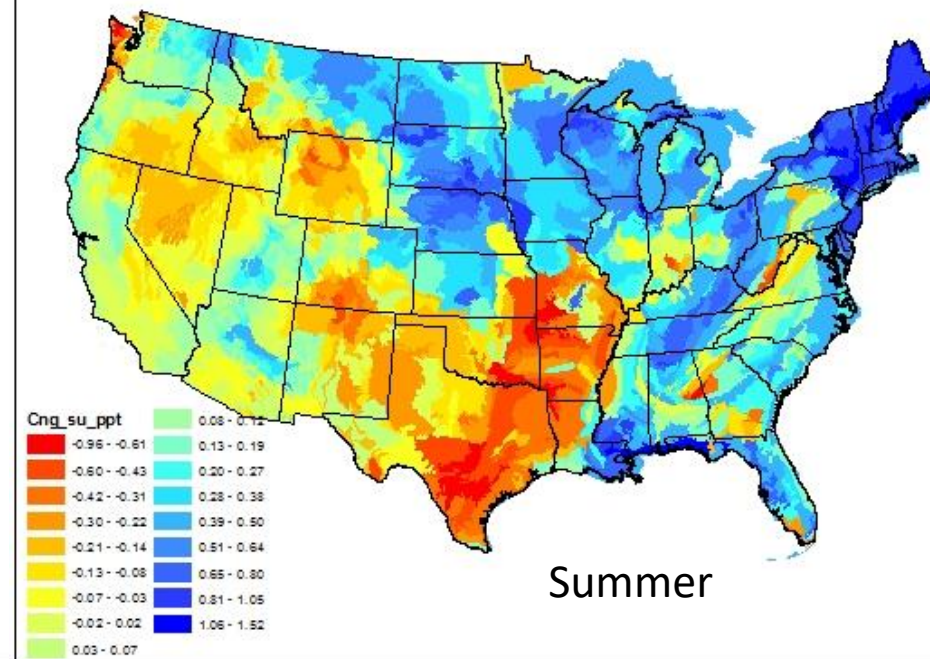 Cng_su_ppt
-0.96 - -0.61
-0.60 - -0.43
-0.42 - -0.31
-0.30 - -0.22
-0.21 - -0.14
-0.13 - -0.08
-0.07 - -0.03
-0.02 - 0.02
0.03 - 0.07
0.08 - 0.12
0.13 - 0.19
0.20 - 0.27
0.28 - 0.38
0.39 - 0.50
0.51 - 0.64
0.65 - 0.80
0.81 - 1.05
1.06 - 1.52
Summer